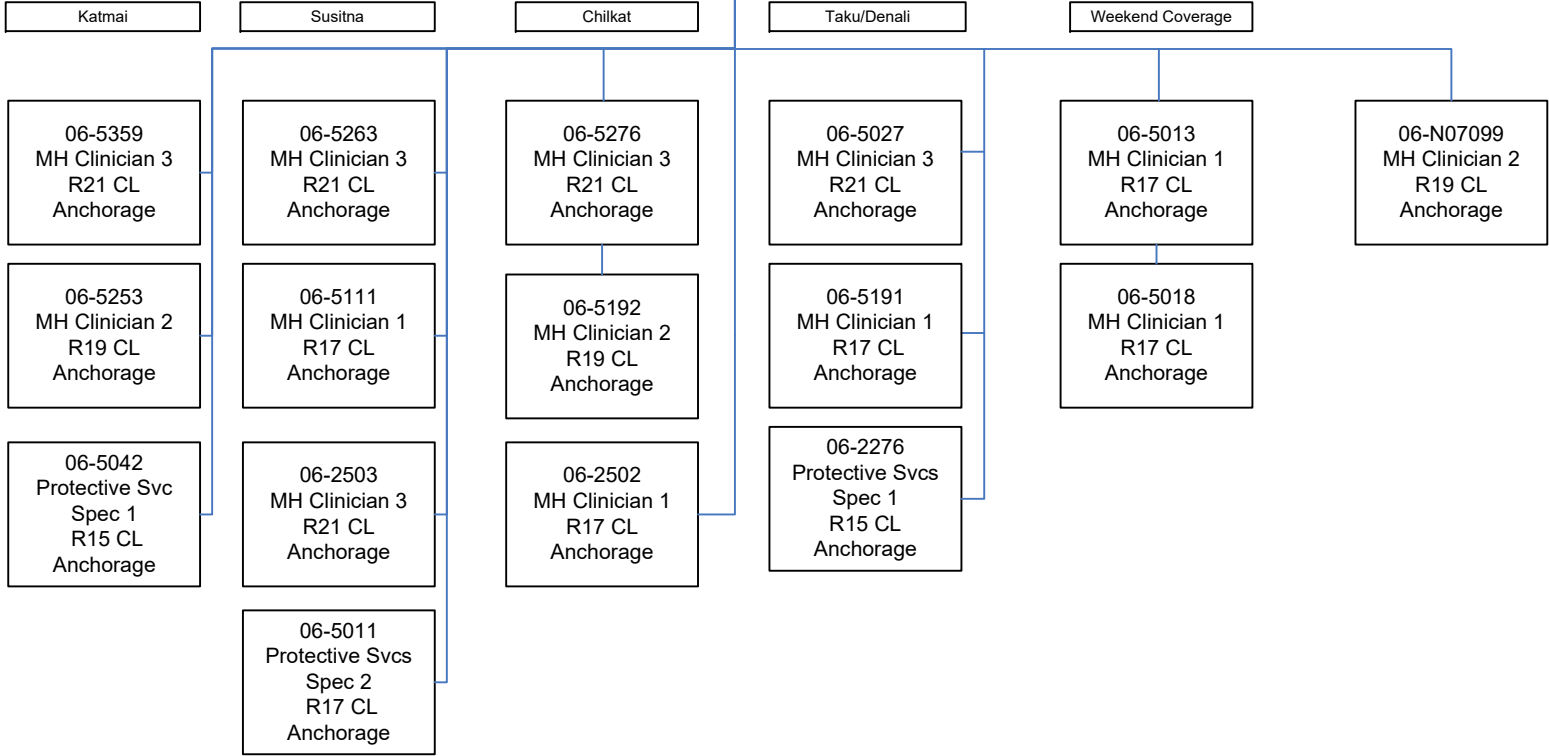 Katmai
Susitna
Chilkat
Taku/Denali
Weekend Coverage
06-5359
MH Clinician 3
R21 CL
Anchorage
06-5263
MH Clinician 3
R21 CL
Anchorage
06-5276
MH Clinician 3
R21 CL
Anchorage
06-5027
MH Clinician 3
R21 CL
Anchorage
06-5013
MH Clinician 1
R17 CL
Anchorage
06-N07099
MH Clinician 2
R19 CL
Anchorage
06-5253
MH Clinician 2
R19 CL
Anchorage
06-5111
MH Clinician 1
R17 CL
Anchorage
06-5192
MH Clinician 2
R19 CL
Anchorage
06-5191
MH Clinician 1
R17 CL
Anchorage
06-5018
MH Clinician 1
R17 CL
Anchorage
06-5042
Protective Svc
Spec 1
R15 CL
Anchorage
06-2503
MH Clinician 3
R21 CL
Anchorage
06-2502
MH Clinician 1
R17 CL
Anchorage
06-2276
Protective Svcs
Spec 1
R15 CL
Anchorage
06-5011
Protective Svcs
Spec 2
R17 CL
Anchorage